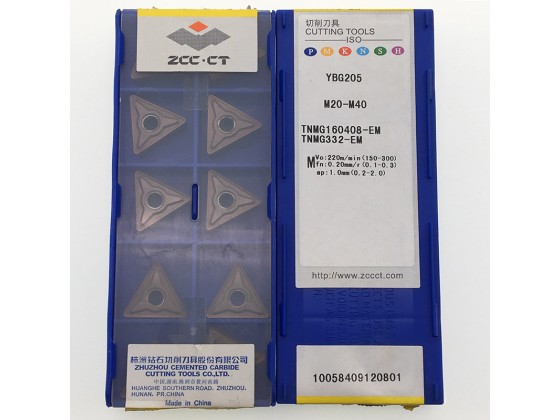 ZCC·CT
株洲钻石切削刀具股份有限公司
ZHUZHOU CEMENTED CARBIDE
CUTTING TOOLS CO.,LTD.
HUANGHE SOUTHERN ROAD, ZHUZHOU,
HUNAN, P.R.CHINA
Made in China
切削刀具
CUTTING TOOLS
ISO
P M K N S H
YBG205
M20-M40
TNMG160408-EM
TNMG332-EM
M
Vc:220m/min(150-300)
fn:0.20mm/r(0.1-0.3)
ap:1.0mm(0.2-2.0)
http://www.zccct.com
10058409120801